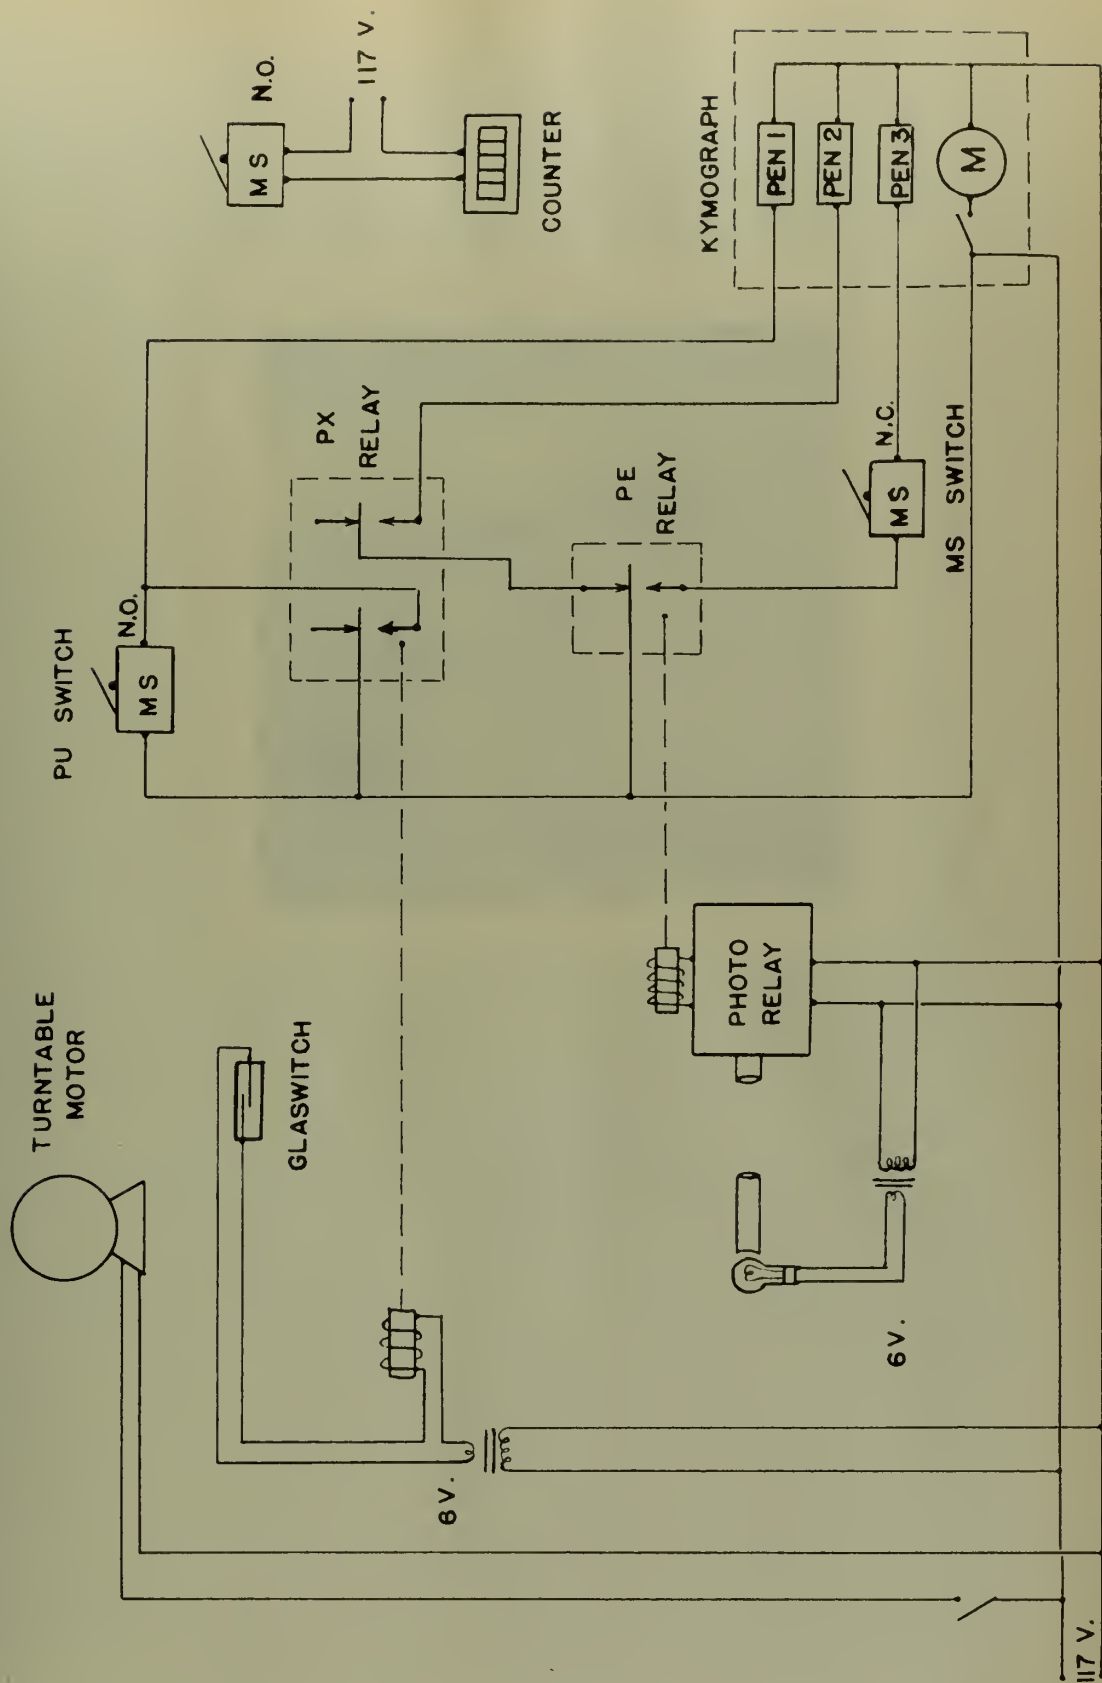 TURNTABLE
MOTOR
PU SWITCH
MS
N.O.
MS
N.O.
117 V.
COUNTER
GLASWITCH
PX
RELAY
PE
RELAY
KYMOGRAPH
PEN 1
PEN 2
PEN 3
M
MS
N.C.
MS SWITCH
PHOTO
RELAY
6V.
6V.
117 V.